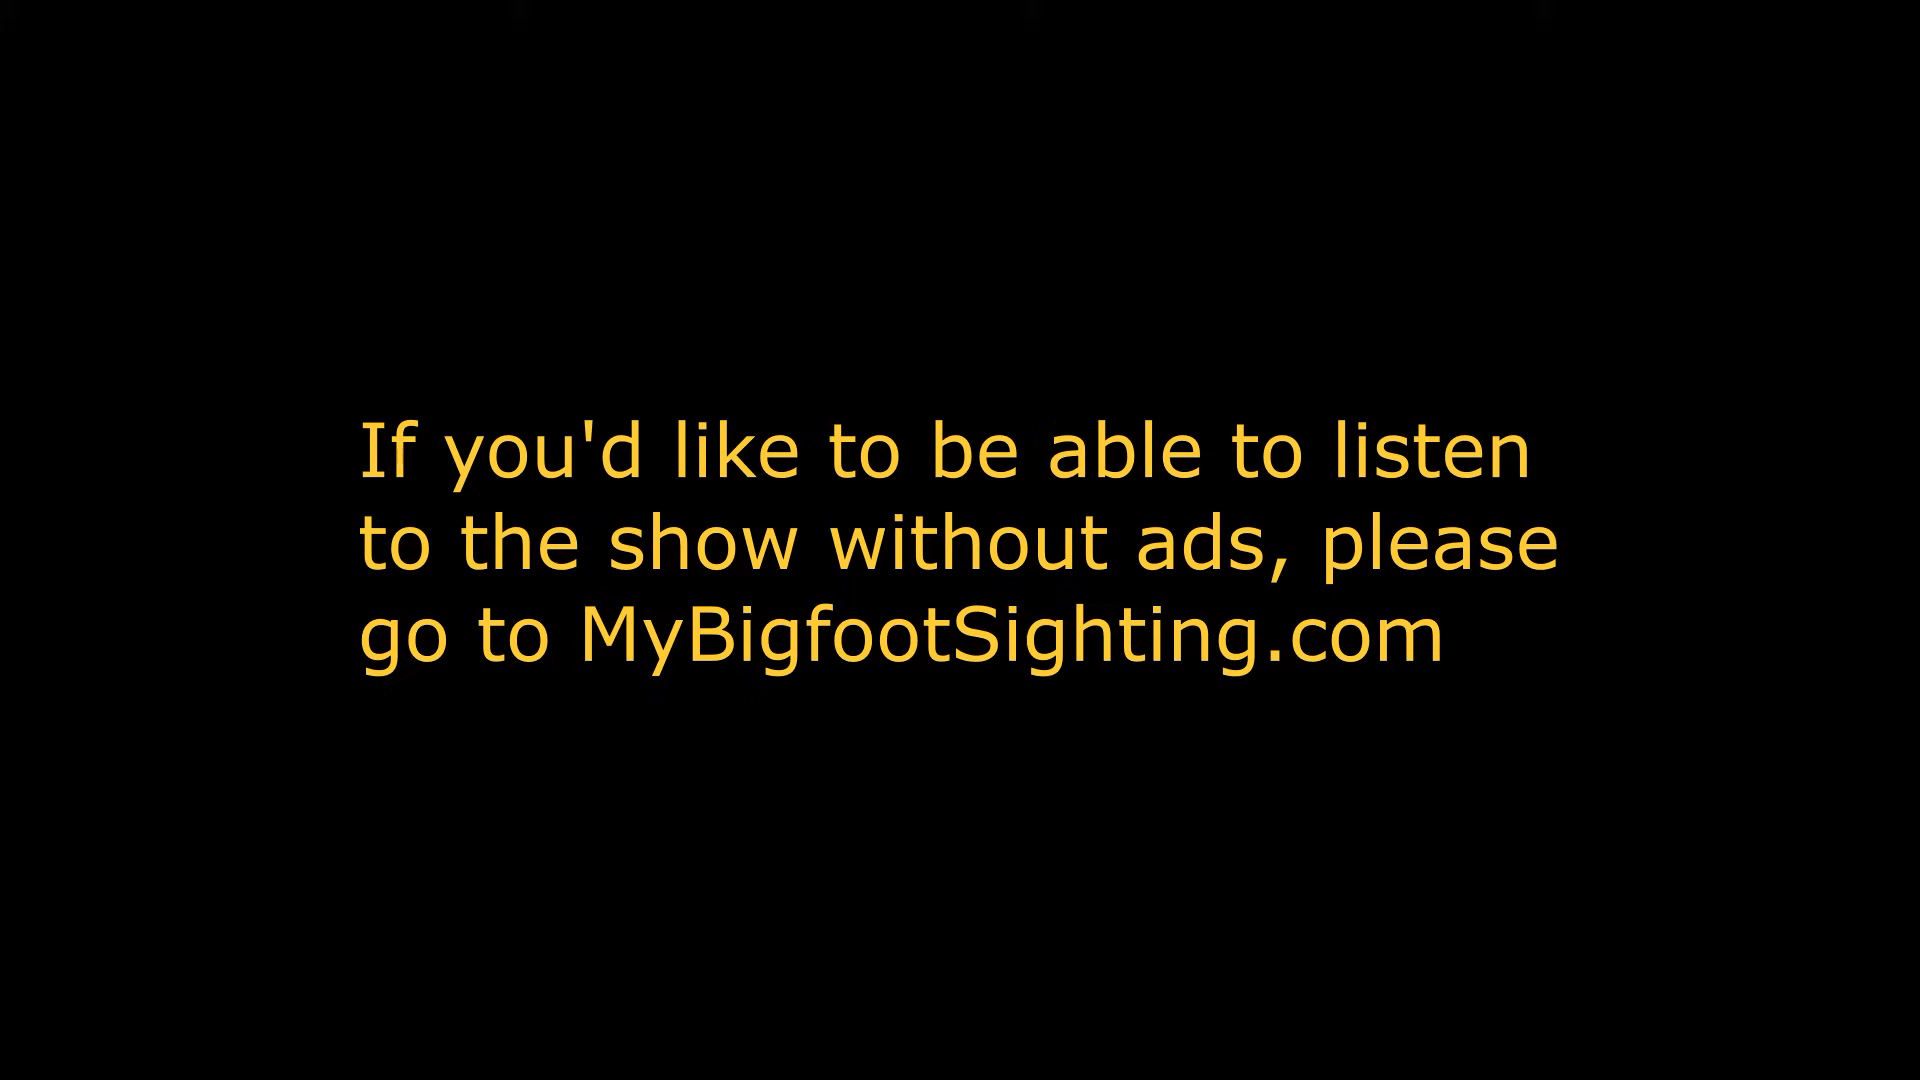 If you'd like to be able to listen
to the show without ads, please
go to MyBigfootSighting.com